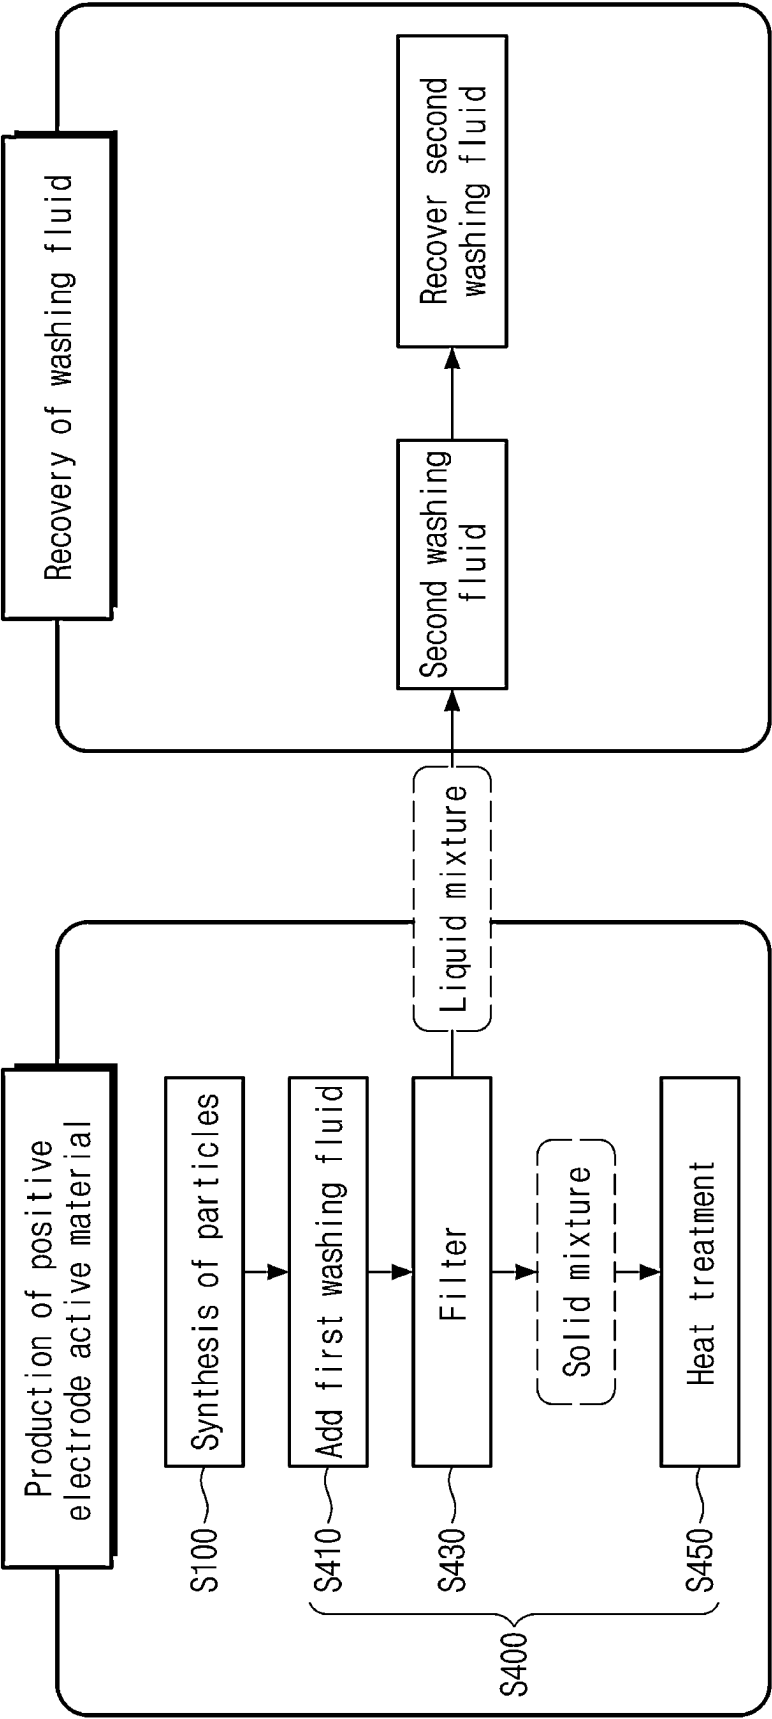 Production of positive
electrode active material
S100
Synthesis of particles
S410
Add first washing fluid
S430
Filter
Solid mixture
S450
Heat treatment
S400
Liquid mixture
Recovery of washing fluid
Second washing
fluid
Recover second
washing fluid